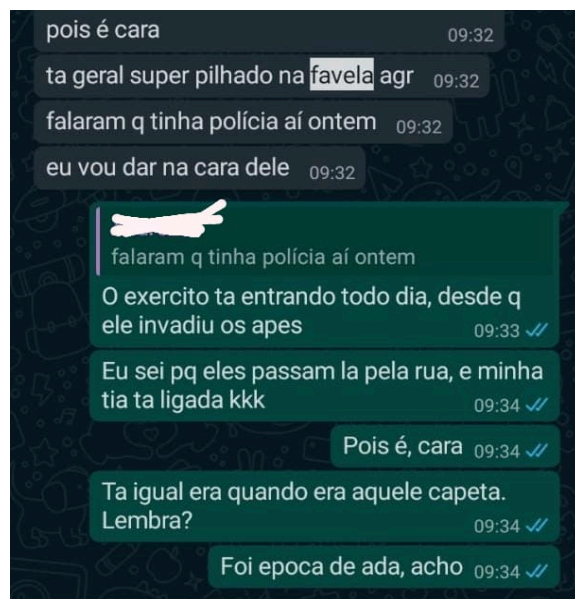 pois é cara 09:32
ta geral super pilhado na favela agr 09:32
falaram q tinha polícia aí ontem 09:32
eu vou dar na cara dele 09:32
falaram q tinha polícia aí ontem
O exercito ta entrando todo dia, desde q
ele invadiu os apes 09:33
Eu sei pq eles passam la pela rua, e minha
tia ta ligada kkk 09:34
Pois é, cara 09:34
Ta igual era quando era aquele capeta.
Lembra? 09:34
Foi epoca de ada, acho 09:34